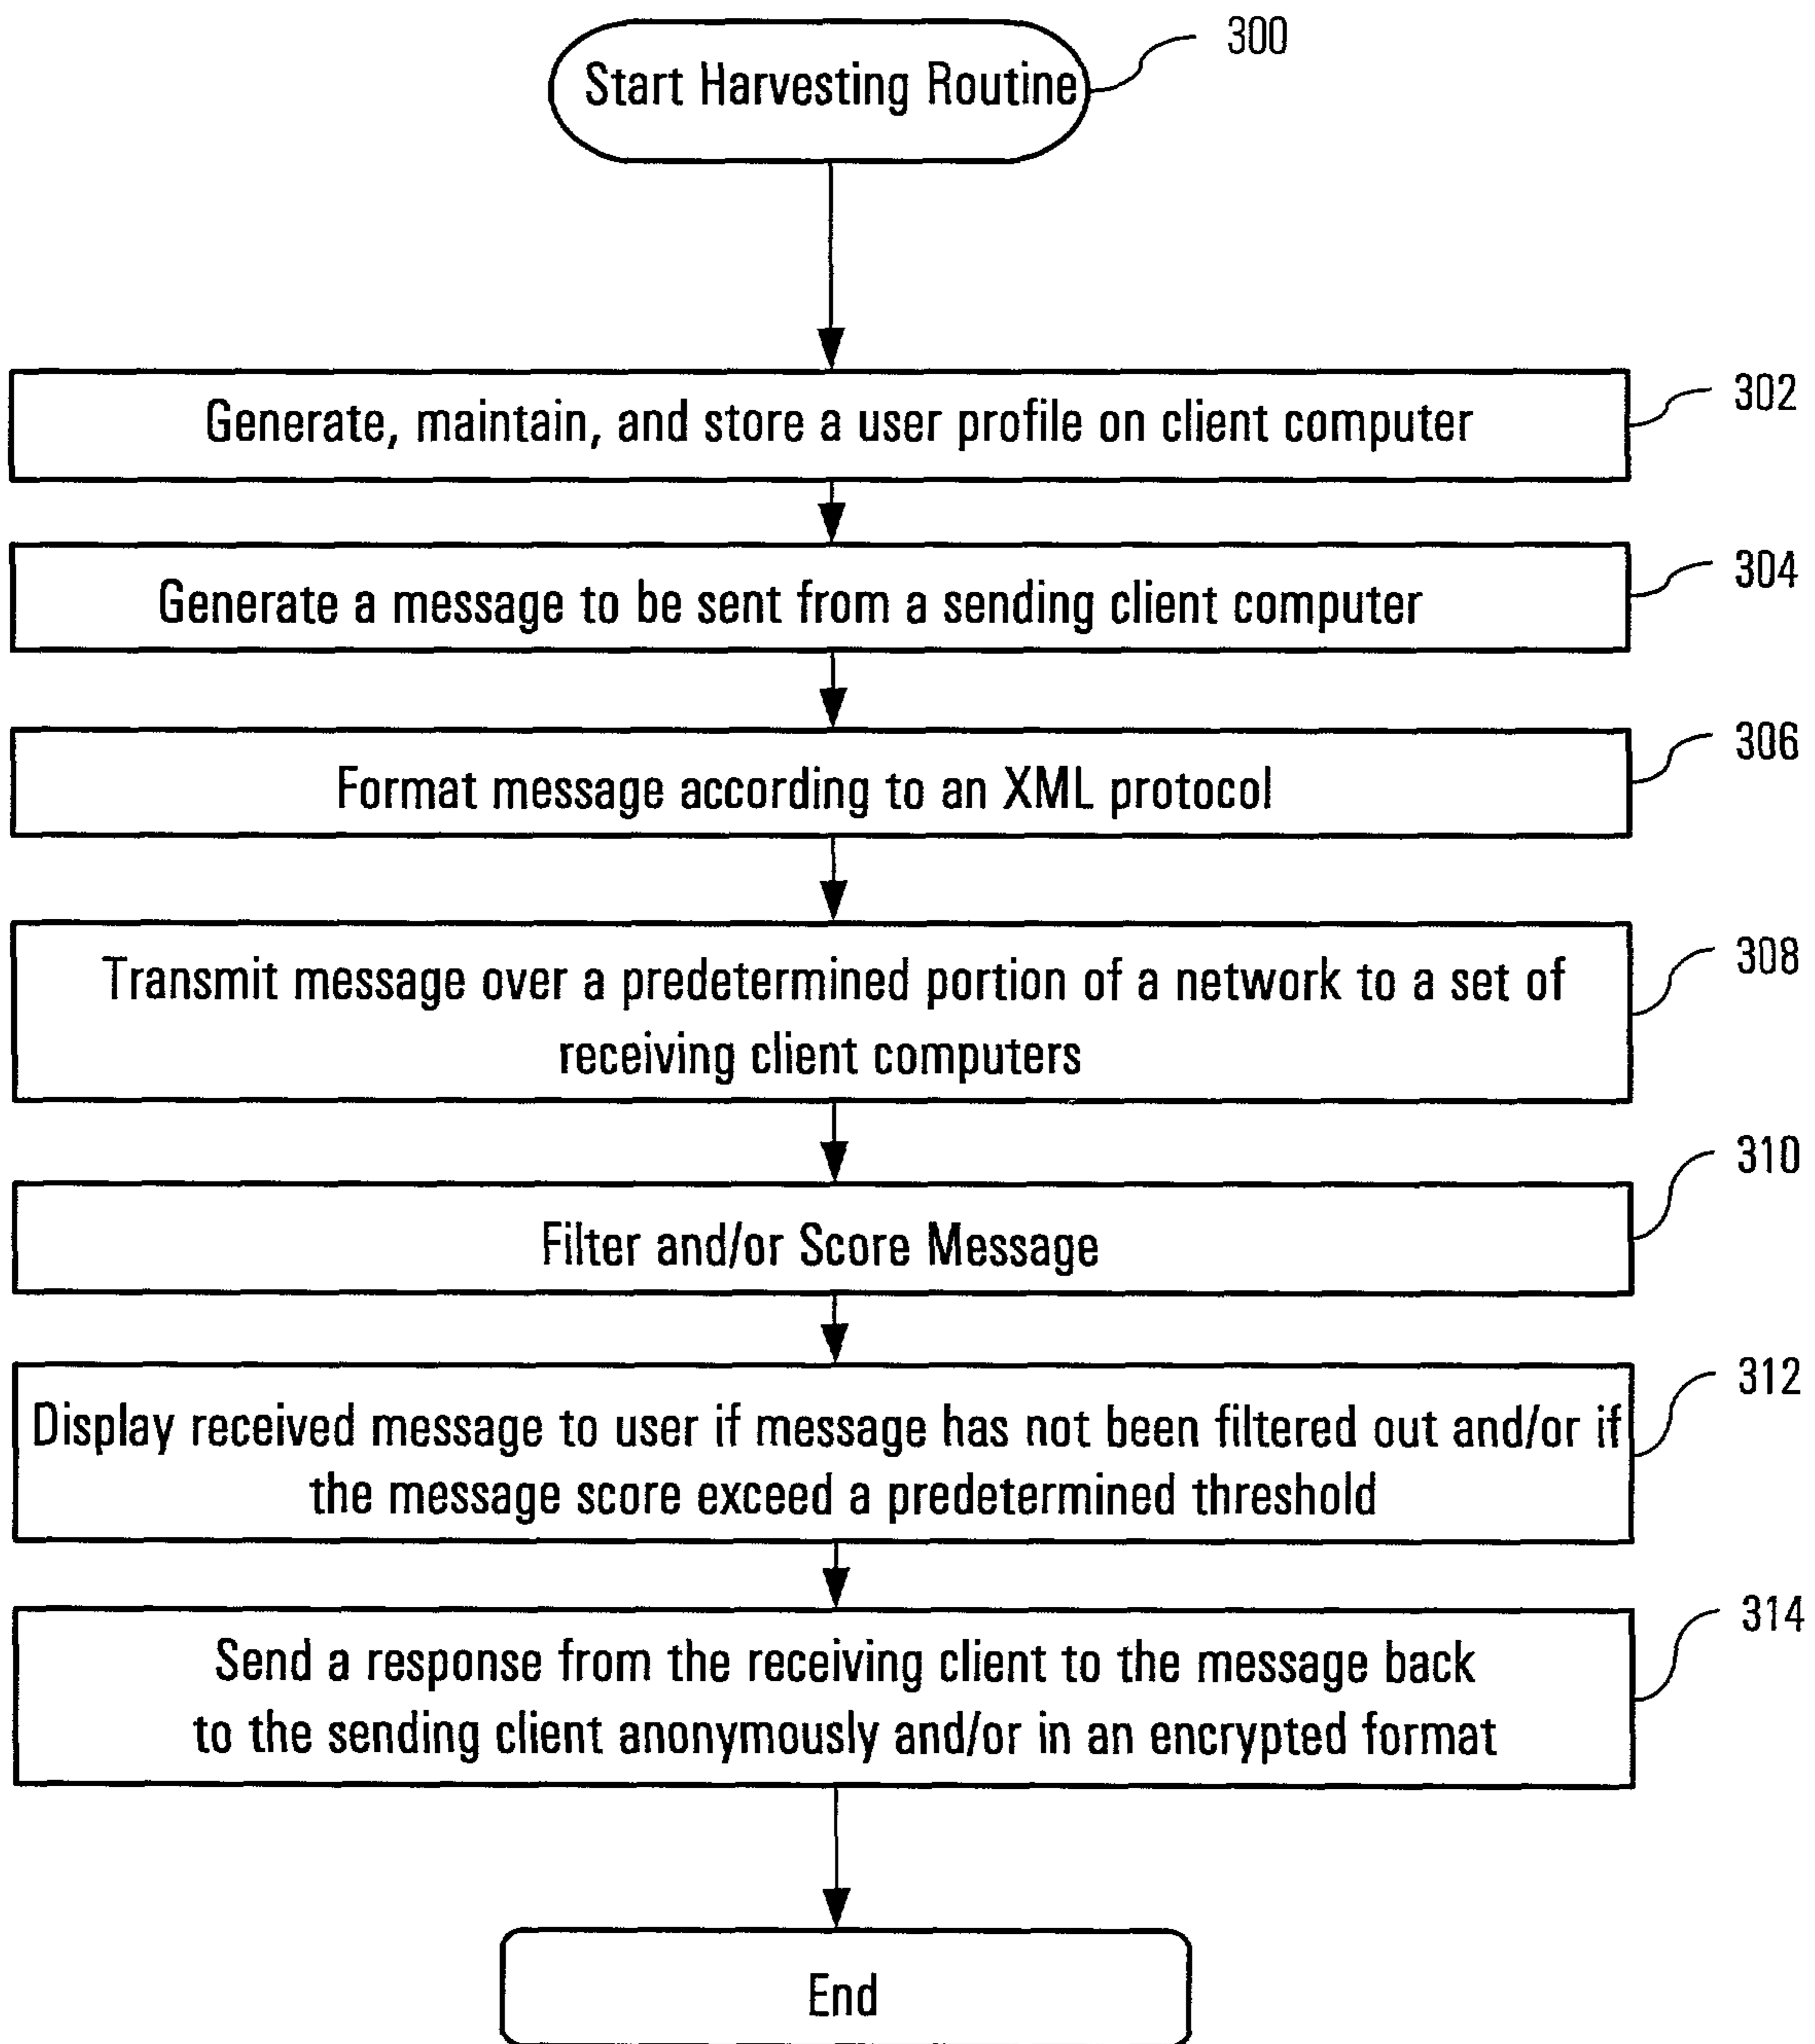 Start Harvesting Routine
300
Generate, maintain, and store a user profile on client computer
302
Generate a message to be sent from a sending client computer
304
Format message according to an XML protocol
306
Transmit message over a predetermined portion of a network to a set of
receiving client computers
308
Filter and/or Score Message
310
Display received message to user if message has not been filtered out and/or if
the message score exceed a predetermined threshold
312
Send a response from the receiving client to the message back
to the sending client anonymously and/or in an encrypted format
314
End